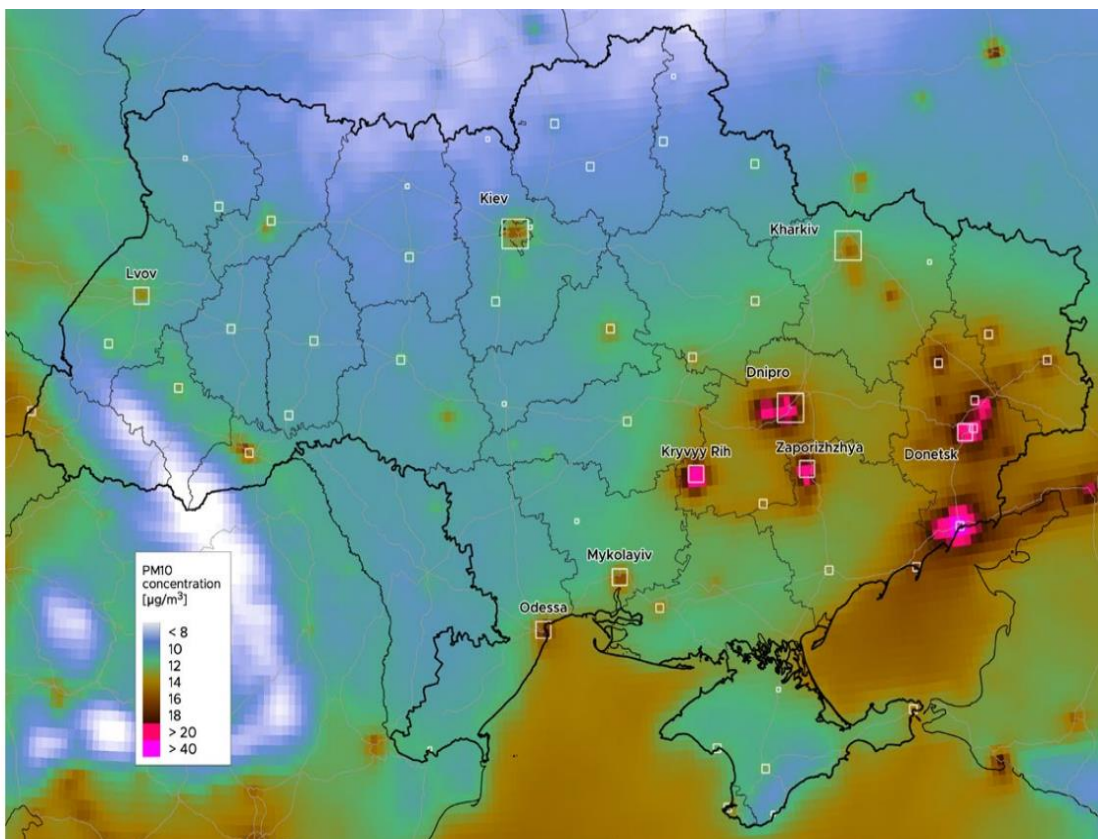 Kiev
Kharkiv
Lvov
Dnipro
Kryvyy Rih
Zaporizhzhya
Donetsk
Mykolayiv
Odessa
PM10
concentration
[µg/m³]
< 8
10
12
14
16
18
> 20
> 40